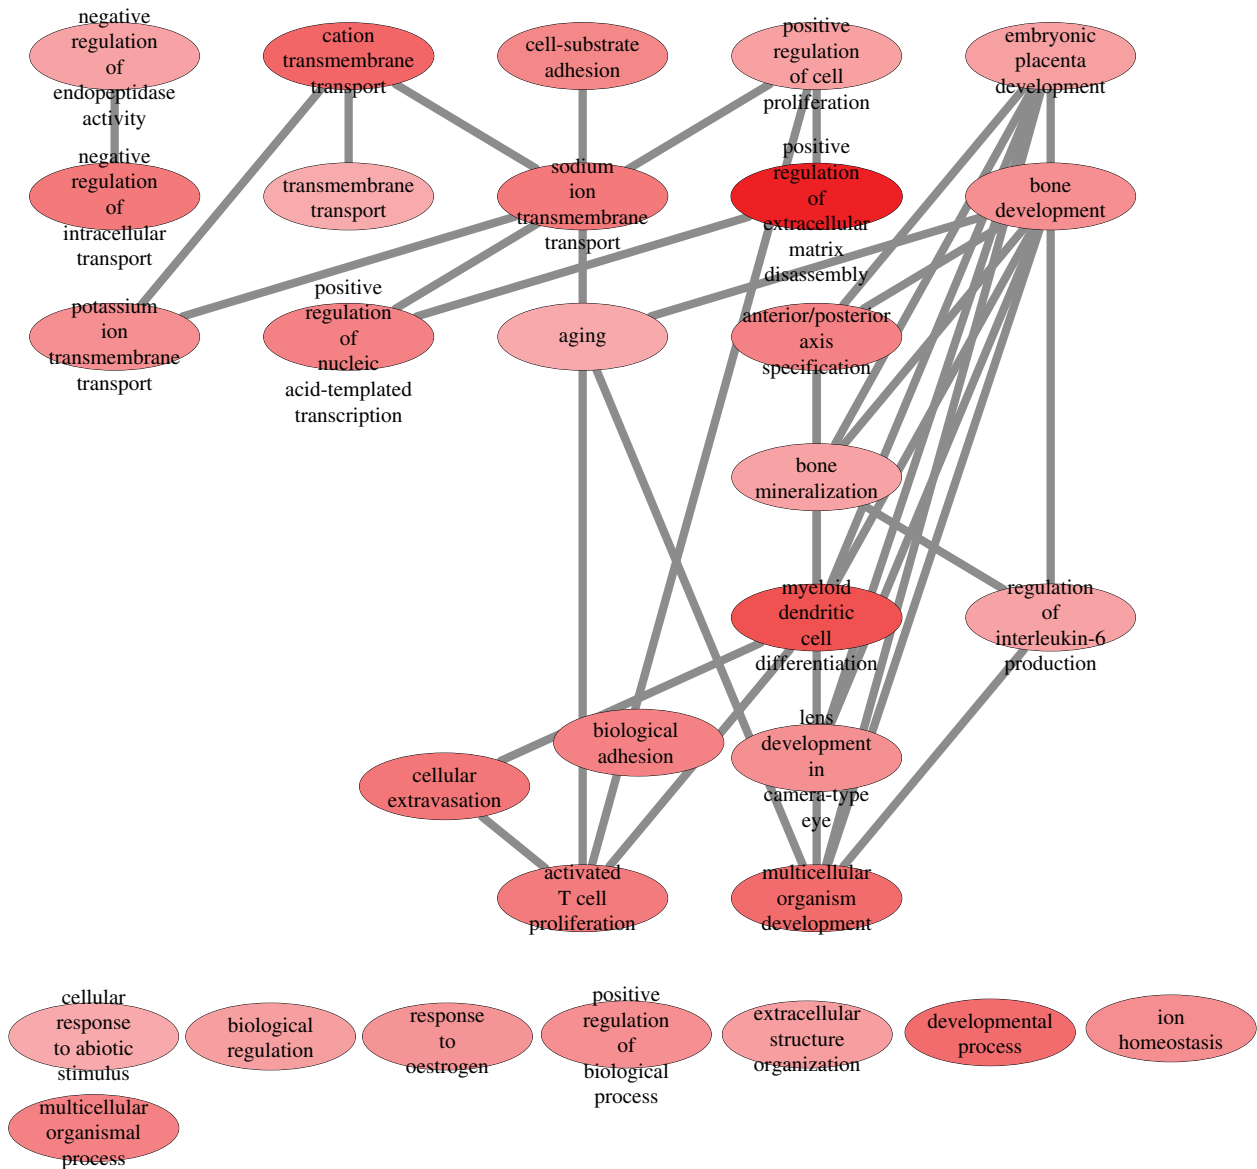 negative
regulation
of
endopeptidase
activity
cation
transmembrane
transport
cell-substrate
adhesion
positive
regulation
of cell
proliferation
embryonic
placenta
development
negative
regulation
of
intracellular
transport
transmembrane
transport
sodium
ion
transmembrane
transport
positive
regulation
of
extracellular
matrix
disassembly
bone
development
potassium
ion
transmembrane
transport
positive
regulation
of
nucleic
acid-templated
transcription
aging
anterior/posterior
axis
specification
bone
mineralization
myeloid
dendritic
cell
differentiation
regulation
of
interleukin-6
production
cellular
extravasation
biological
adhesion
lens
development
in
camera-type
eye
activated
T cell
proliferation
multicellular
organism
development
cellular
response
to abiotic
stimulus
biological
regulation
response
to
oestrogen
positive
regulation
of
biological
process
extracellular
structure
organization
developmental
process
ion
homeostasis
multicellular
organismal
process